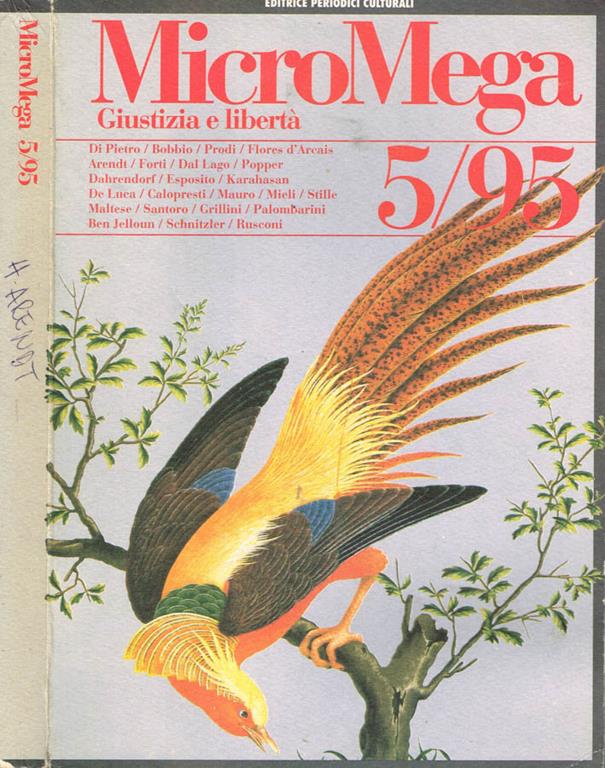 EDITRICE PERIODICI CULTURALI
MicroMega
Giustizia e libertà
Di Pietro / Bobbio / Prodi / Flores d'Arcais
Arendt / Forti / Dal Lago / Popper
Dahrendorf / Esposito / Karahasan
De Luca / Calopresti / Mauro / Mieli / Stille
Maltese / Santoro / Grillini / Palombarini
Ben Jelloun / Schnitzler / Rusconi
5/95
MicroMega 5/95
H ARENDT